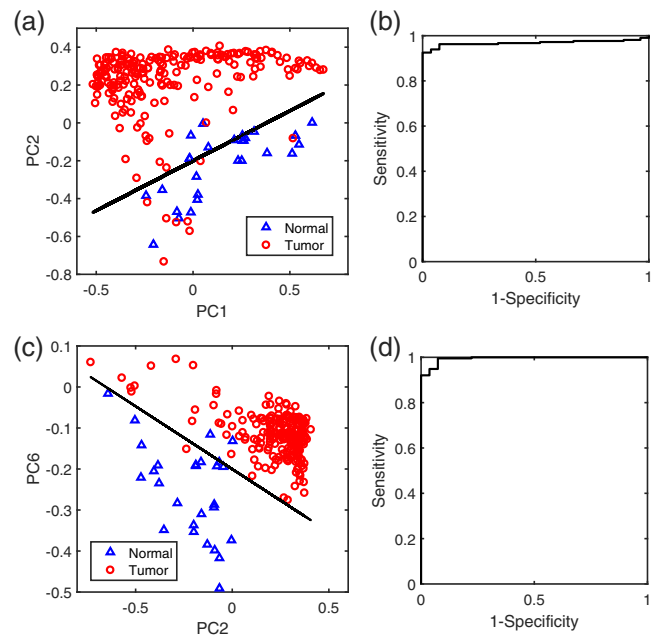 (a)
0.4
0.2
0
-0.2
-0.4
-0.6
-0.8
PC2
-0.5
0
0.5
PC1
Normal
Tumor
(b)
1
0.8
0.6
0.4
0.2
0
Sensitivity
0
0.5
1
1-Specificity
(c)
0.1
0
-0.1
-0.2
-0.3
-0.4
-0.5
PC6
-0.5
0
PC2
Normal
Tumor
(d)
1
0.8
0.6
0.4
0.2
0
Sensitivity
0
0.5
1
1-Specificity